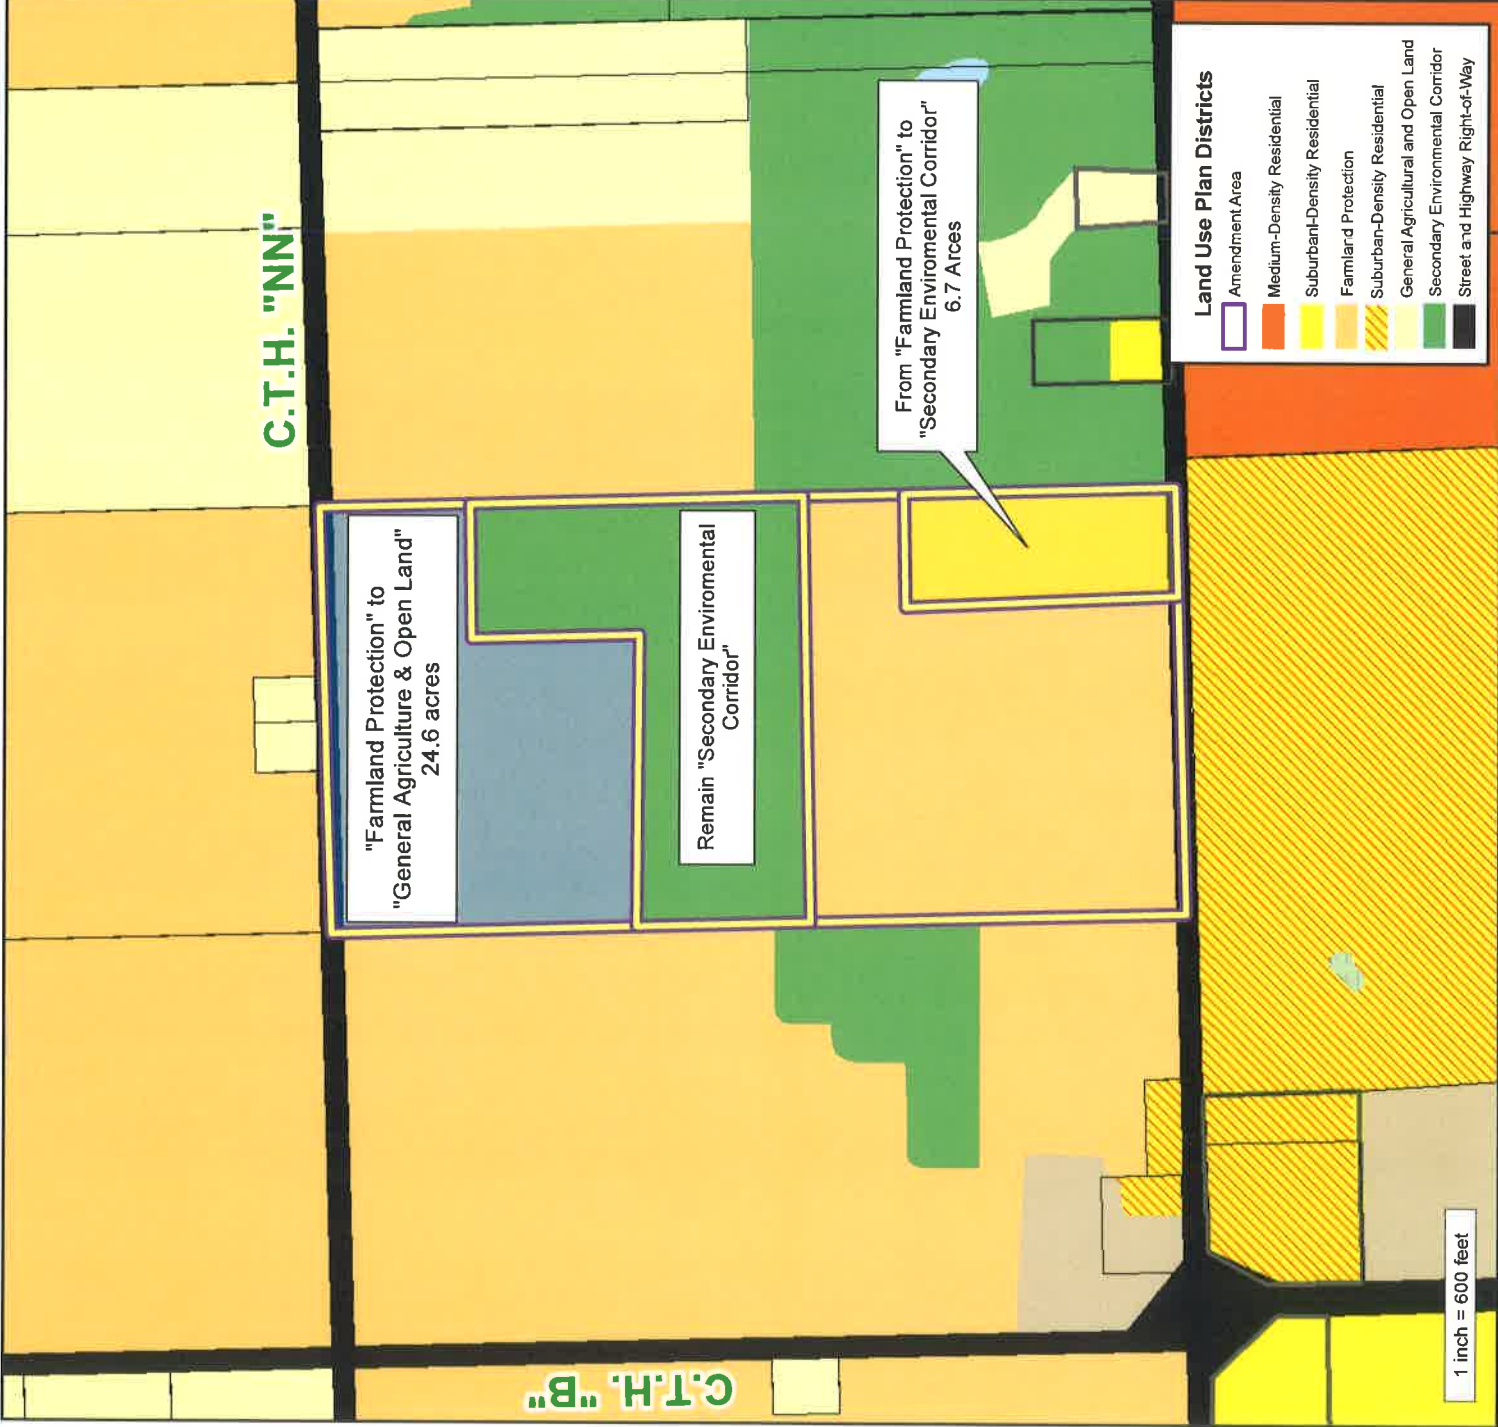 C.T.H. "NN"
"Farmland Protection" to
"General Agriculture & Open Land"
24.6 acres
Remain "Secondary Enviromental
Corridor"
From "Farmland Protection" to
"Secondary Enviromental Corridor"
6.7 Arces
C.T.H. "B"
Land Use Plan Districts
Amendment Area
Medium-Density Residential
Suburbanl-Density Residential
Farmland Protection
Suburban-Density Residential
General Agricultural and Open Land
Secondary Environmental Corridor
Street and Highway Right-of-Way
1 inch = 600 feet